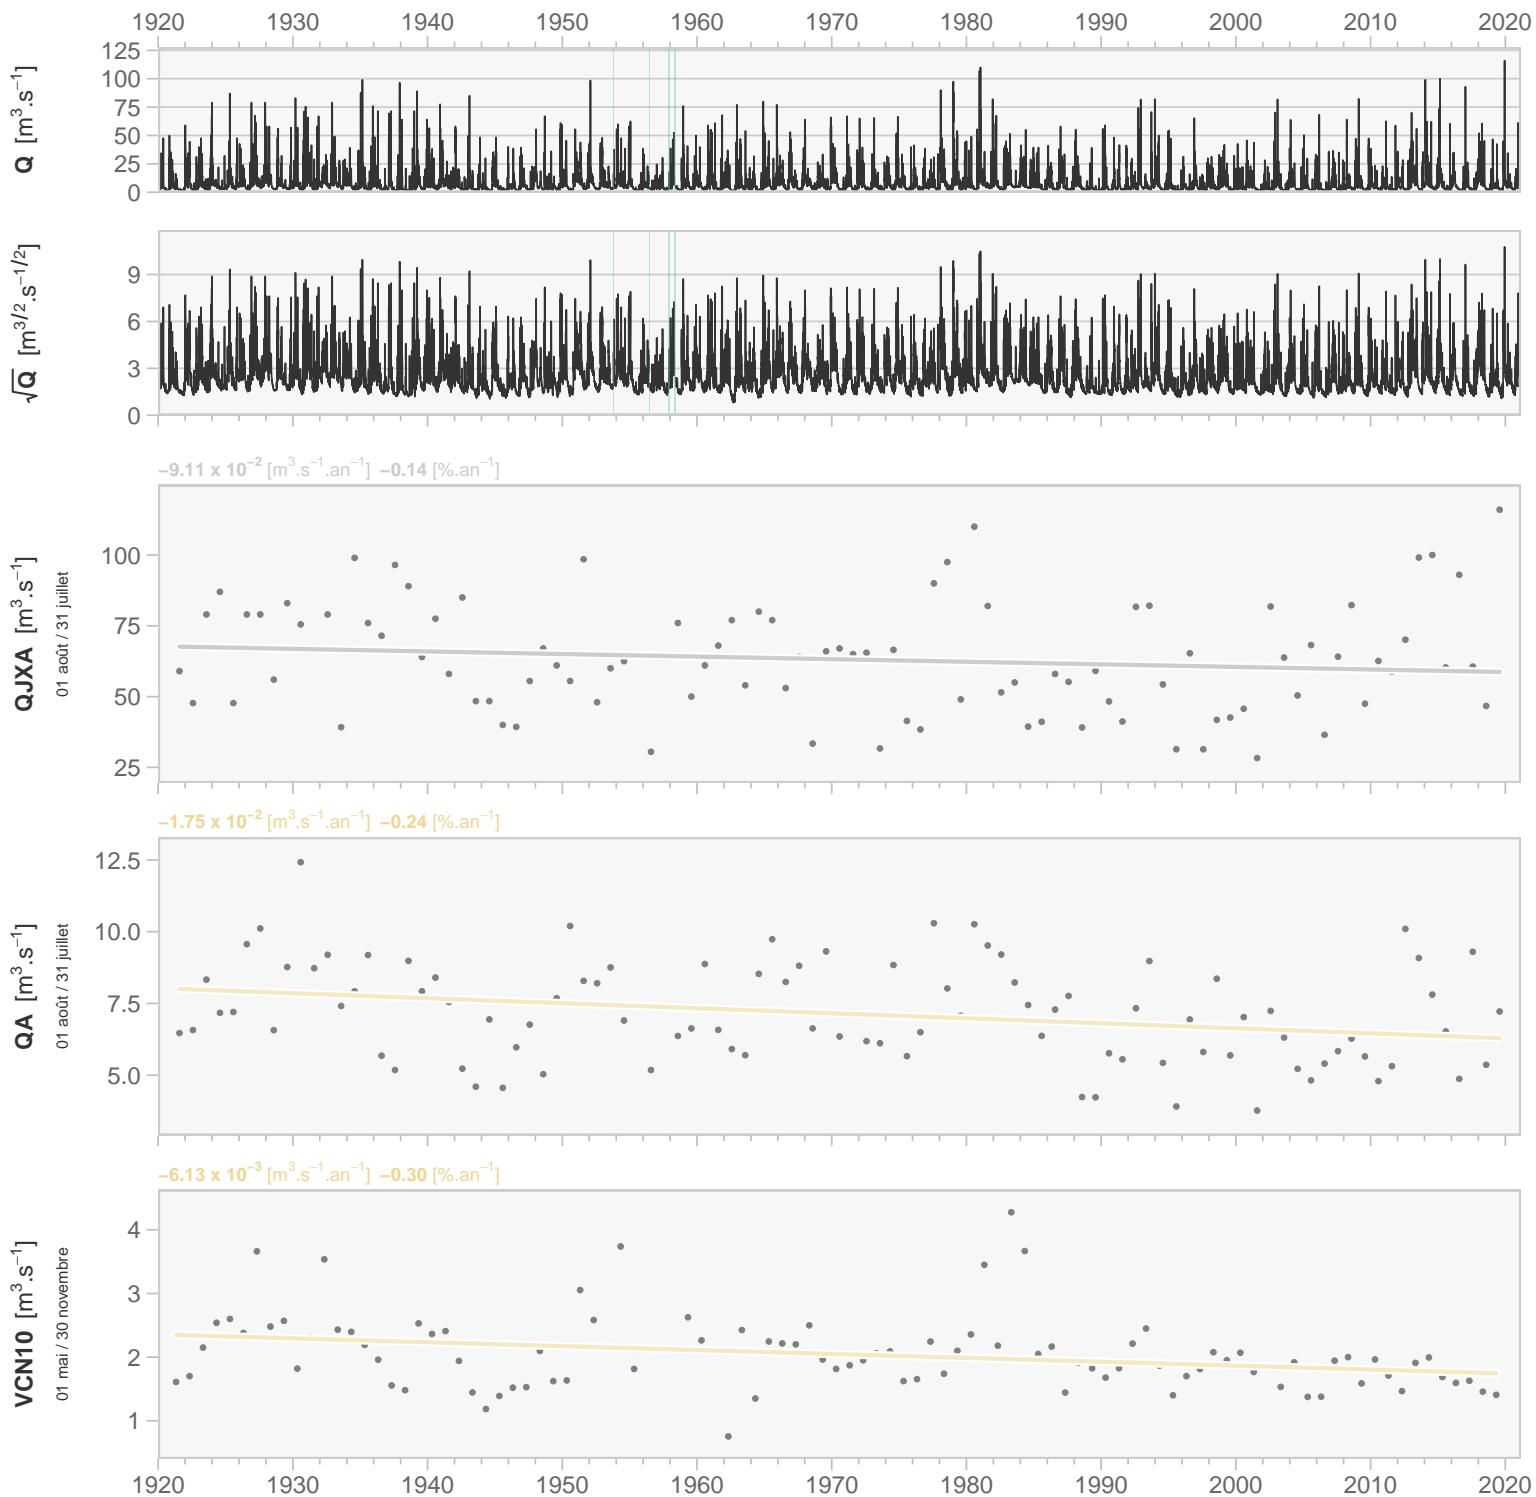 1920 1930 1940 1950 1960 1970 1980 1990 2000 2010 2020
Q [m³.s⁻¹]
125
100
75
50
25
0
√Q [m^3/2.s^−1/2]
9
6
3
0
−9.11 x 10⁻² [m³.s⁻¹.an⁻¹] −0.14 [%.an⁻¹]
QJXA [m³.s⁻¹]
01 août / 31 juillet
100
75
50
25
−1.75 x 10⁻² [m³.s⁻¹.an⁻¹] −0.24 [%.an⁻¹]
QA [m³.s⁻¹]
01 août / 31 juillet
12.5
10.0
7.5
5.0
−6.13 x 10⁻³ [m³.s⁻¹.an⁻¹] −0.30 [%.an⁻¹]
VCN10 [m³.s⁻¹]
01 mai / 30 novembre
4
3
2
1
1920 1930 1940 1950 1960 1970 1980 1990 2000 2010 2020